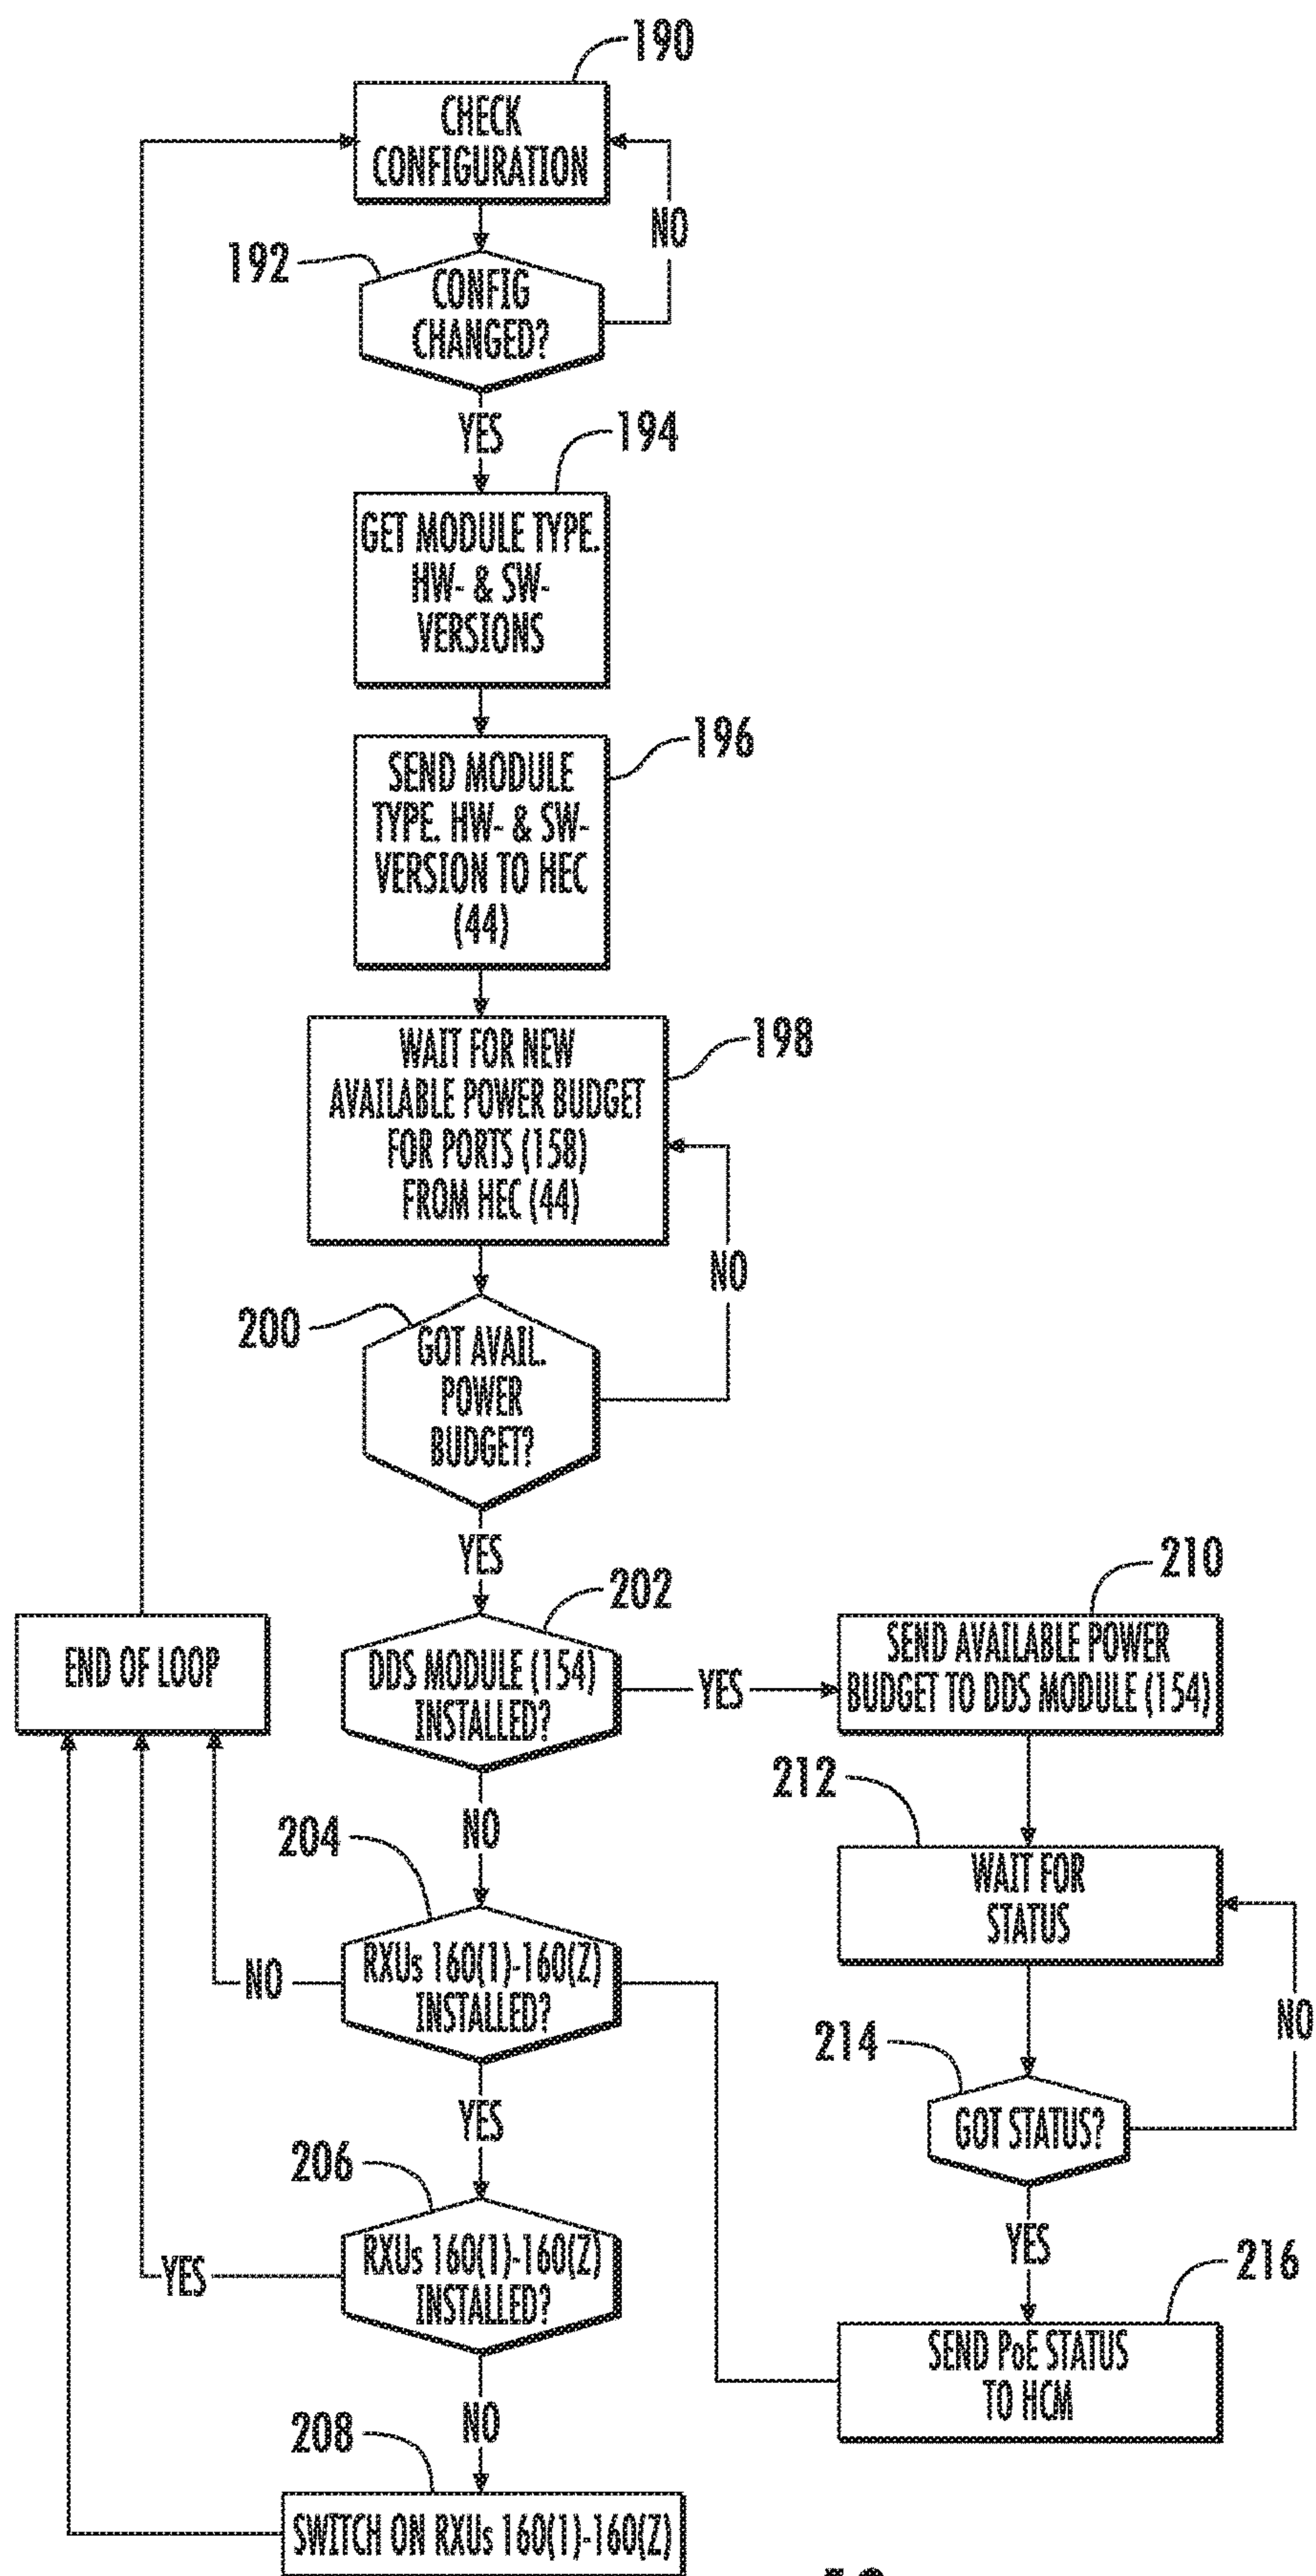 190
CHECK
CONFIGURATION
NO
192
CONFIG
CHANGED?
YES
194
GET MODULE TYPE.
HW- & SW-
VERSIONS
196
SEND MODULE
TYPE. HW- & SW-
VERSION TO HEC
(44)
198
WAIT FOR NEW
AVAILABLE POWER BUDGET
FOR PORTS (158)
FROM HEC (44)
NO
200
GOT AVAIL.
POWER
BUDGET?
YES
202
DDS MODULE (154)
INSTALLED?
YES
210
SEND AVAILABLE POWER
BUDGET TO DDS MODULE (154)
END OF LOOP
NO
212
WAIT FOR
STATUS
204
RXUs 160(1)-160(Z)
INSTALLED?
NO
214
GOT STATUS?
NO
YES
YES
206
RXUs 160(1)-160(Z)
INSTALLED?
YES
216
SEND PoE STATUS
TO HCM
NO
208
SWITCH ON RXUs 160(1)-160(Z)